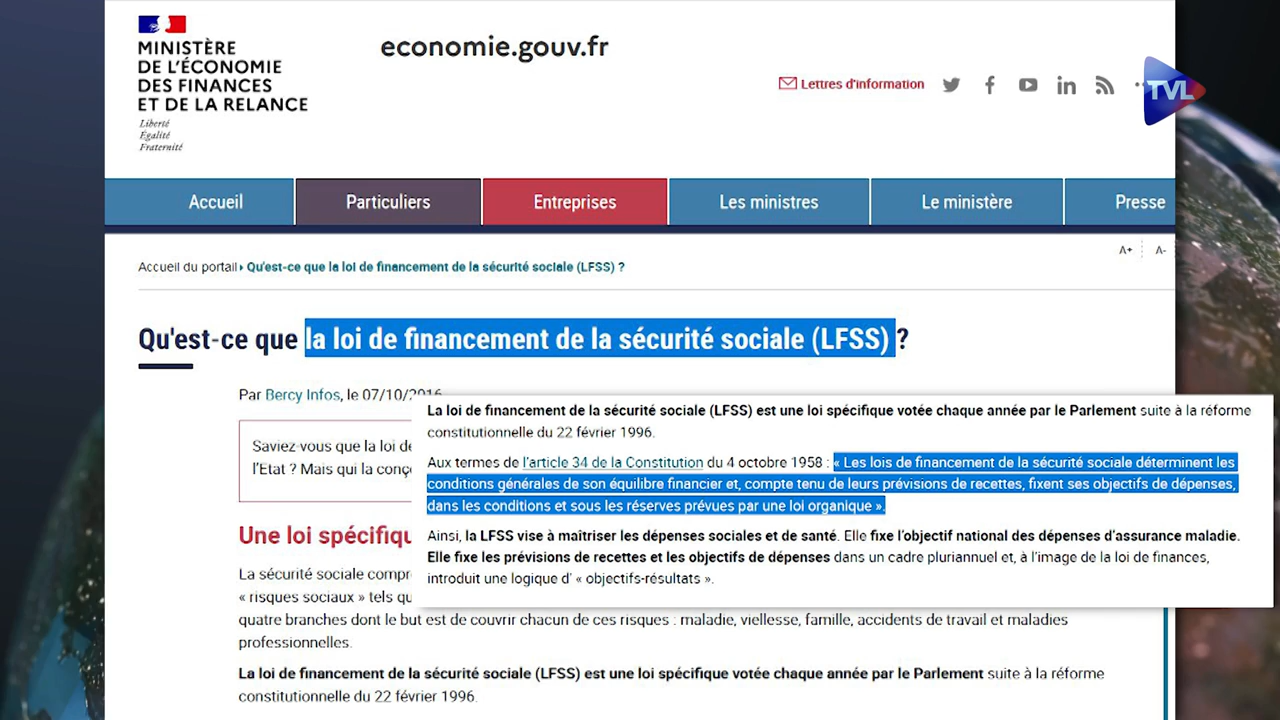 MINISTÈRE
DE L'ÉCONOMIE
DES FINANCES
ET DE LA RELANCE
Liberté
Égalité
Fraternité
economie.gouv.fr
Lettres d'information
TVL
Accueil
Particuliers
Entreprises
Les ministres
Le ministère
Presse
A+
A-
Accueil du portail Qu'est-ce que la loi de financement de la sécurité sociale (LFSS) ?
Qu'est-ce que la loi de financement de la sécurité sociale (LFSS) ?
Par Bercy Infos, le 07/10/2016
Saviez-vous que la loi de
l'Etat ? Mais qui la conç
Une loi spécifiq
La sécurité sociale compr
« risques sociaux » tels qu
quatre branches dont le but est de couvrir chacun de ces risques : maladie, viellesse, famille, accidents de travail et maladies
professionnelles.
La loi de financement de la sécurité sociale (LFSS) est une loi spécifique votée chaque année par le Parlement suite à la réforme
constitutionnelle du 22 février 1996.
La loi de financement de la sécurité sociale (LFSS) est une loi spécifique votée chaque année par le Parlement suite à la réforme
constitutionnelle du 22 février 1996.
Aux termes de l'article 34 de la Constitution du 4 octobre 1958 : « Les lois de financement de la sécurité sociale déterminent les
conditions générales de son équilibre financier et, compte tenu de leurs prévisions de recettes, fixent ses objectifs de dépenses,
dans les conditions et sous les réserves prévues par une loi organique ».
Ainsi, la LFSS vise à maîtriser les dépenses sociales et de santé. Elle fixe l'objectif national des dépenses d'assurance maladie.
Elle fixe les prévisions de recettes et les objectifs de dépenses dans un cadre pluriannuel et, à l'image de la loi de finances,
introduit une logique d' « objectifs-résultats ».